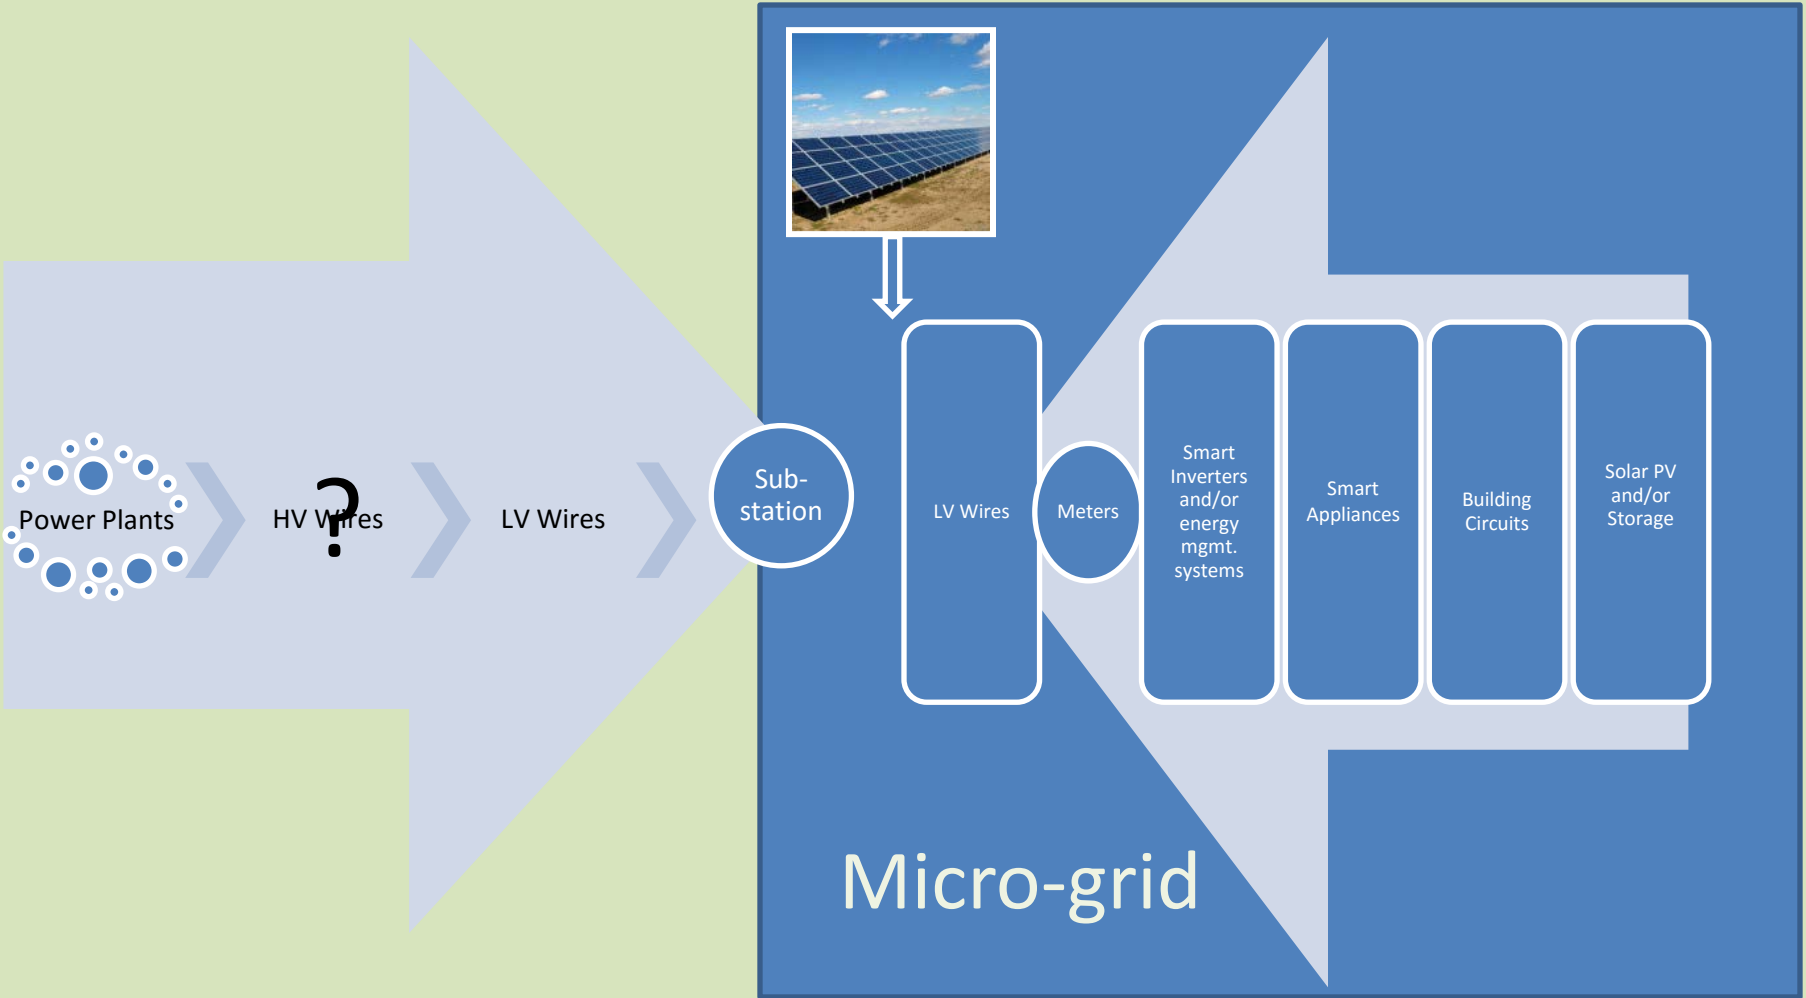 Power Plants
HV Wires
?
LV Wires
Sub-
station
LV Wires
Meters
Smart
Inverters
and/or
energy
mgmt.
systems
Smart
Appliances
Building
Circuits
Solar PV
and/or
Storage
Micro-grid